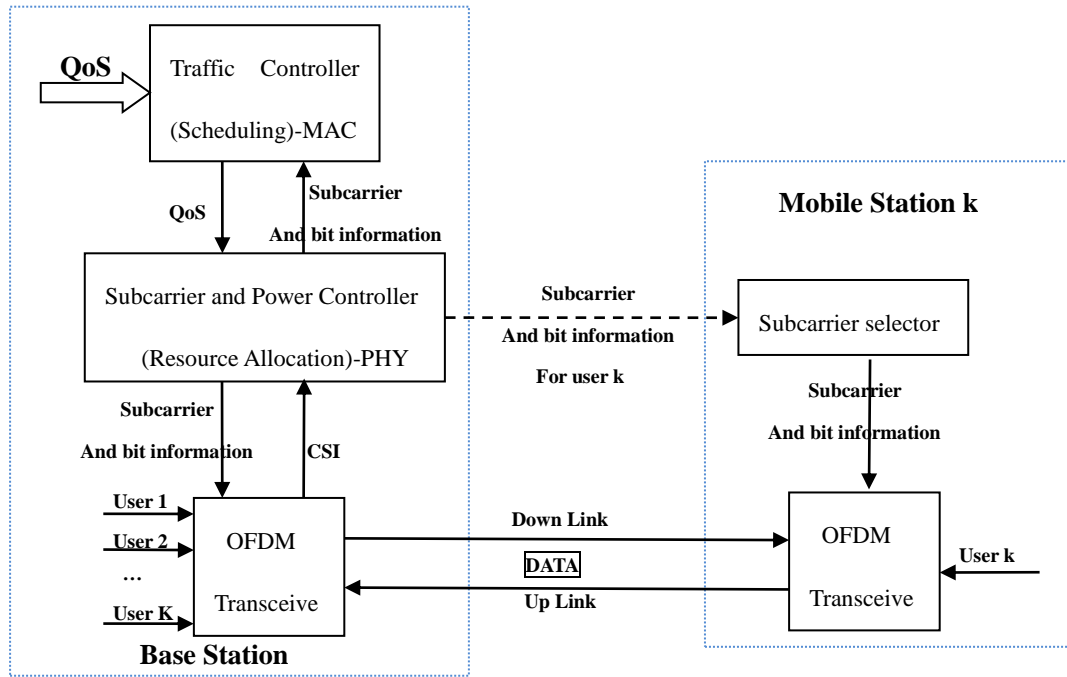 QoS
Traffic Controller
(Scheduling)-MAC
QoS
Subcarrier
And bit information
Subcarrier and Power Controller
(Resource Allocation)-PHY
Subcarrier
And bit information
CSI
User 1
User 2
...
User K
OFDM
Transceive
Base Station
Subcarrier
And bit information
For user k
Down Link
DATA
Up Link
Mobile Station k
Subcarrier selector
Subcarrier
And bit information
OFDM
Transceive
User k